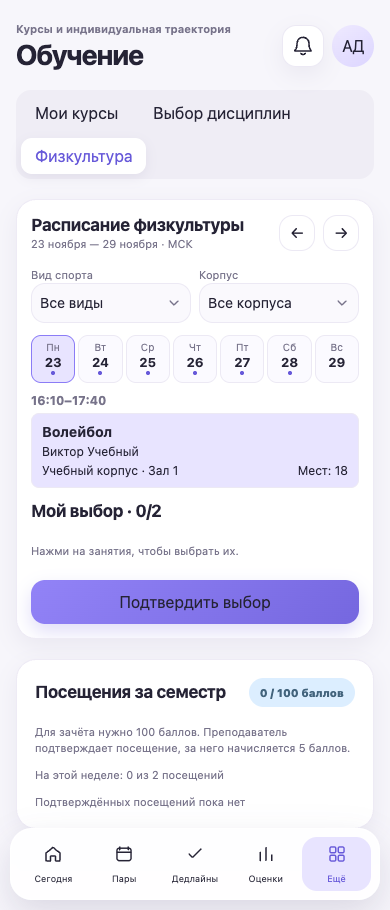 Курсы и индивидуальная траектория
Обучение
АД
Мои курсы
Выбор дисциплин
Физкультура
Расписание физкультуры
23 ноября — 29 ноября · МСК
Вид спорта
Корпус
Все виды
Все корпуса
Пн Вт Ср Чт Пт Сб Вс
23 24 25 26 27 28 29
16:10–17:40
Волейбол
Виктор Учебный
Учебный корпус · Зал 1
Мест: 18
Мой выбор · 0/2
Нажми на занятия, чтобы выбрать их.
Подтвердить выбор
Посещения за семестр
0 / 100 баллов
Для зачёта нужно 100 баллов. Преподаватель
подтверждает посещение, за него начисляется 5 баллов.
На этой неделе: 0 из 2 посещений
Подтверждённых посещений пока нет
Сегодня
Пары
Дедлайны
Оценки
Ещё